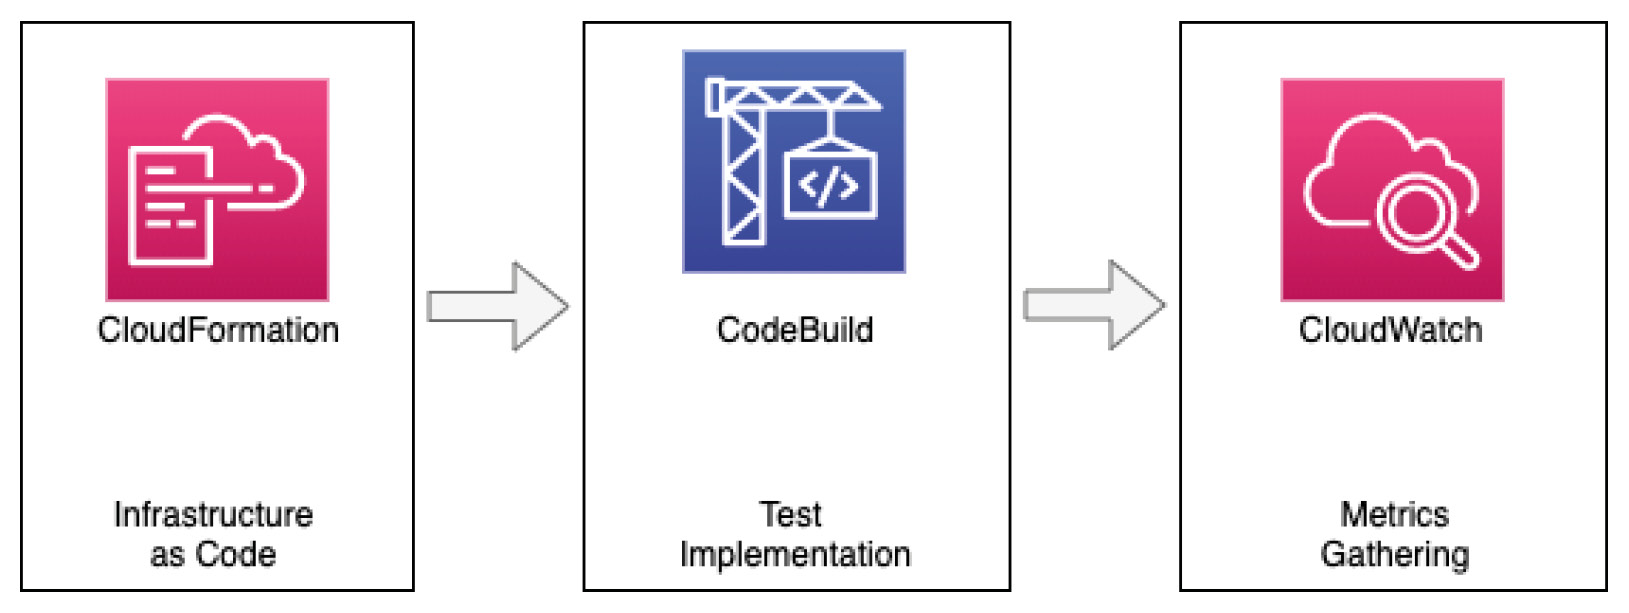 CloudFormation
Infrastructure
as Code
</>
CodeBuild
Test
Implementation
CloudWatch
Metrics
Gathering